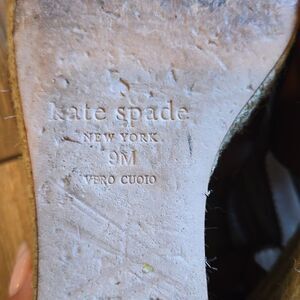 kate spade
NEW YORK
9M
VERO CUOIO